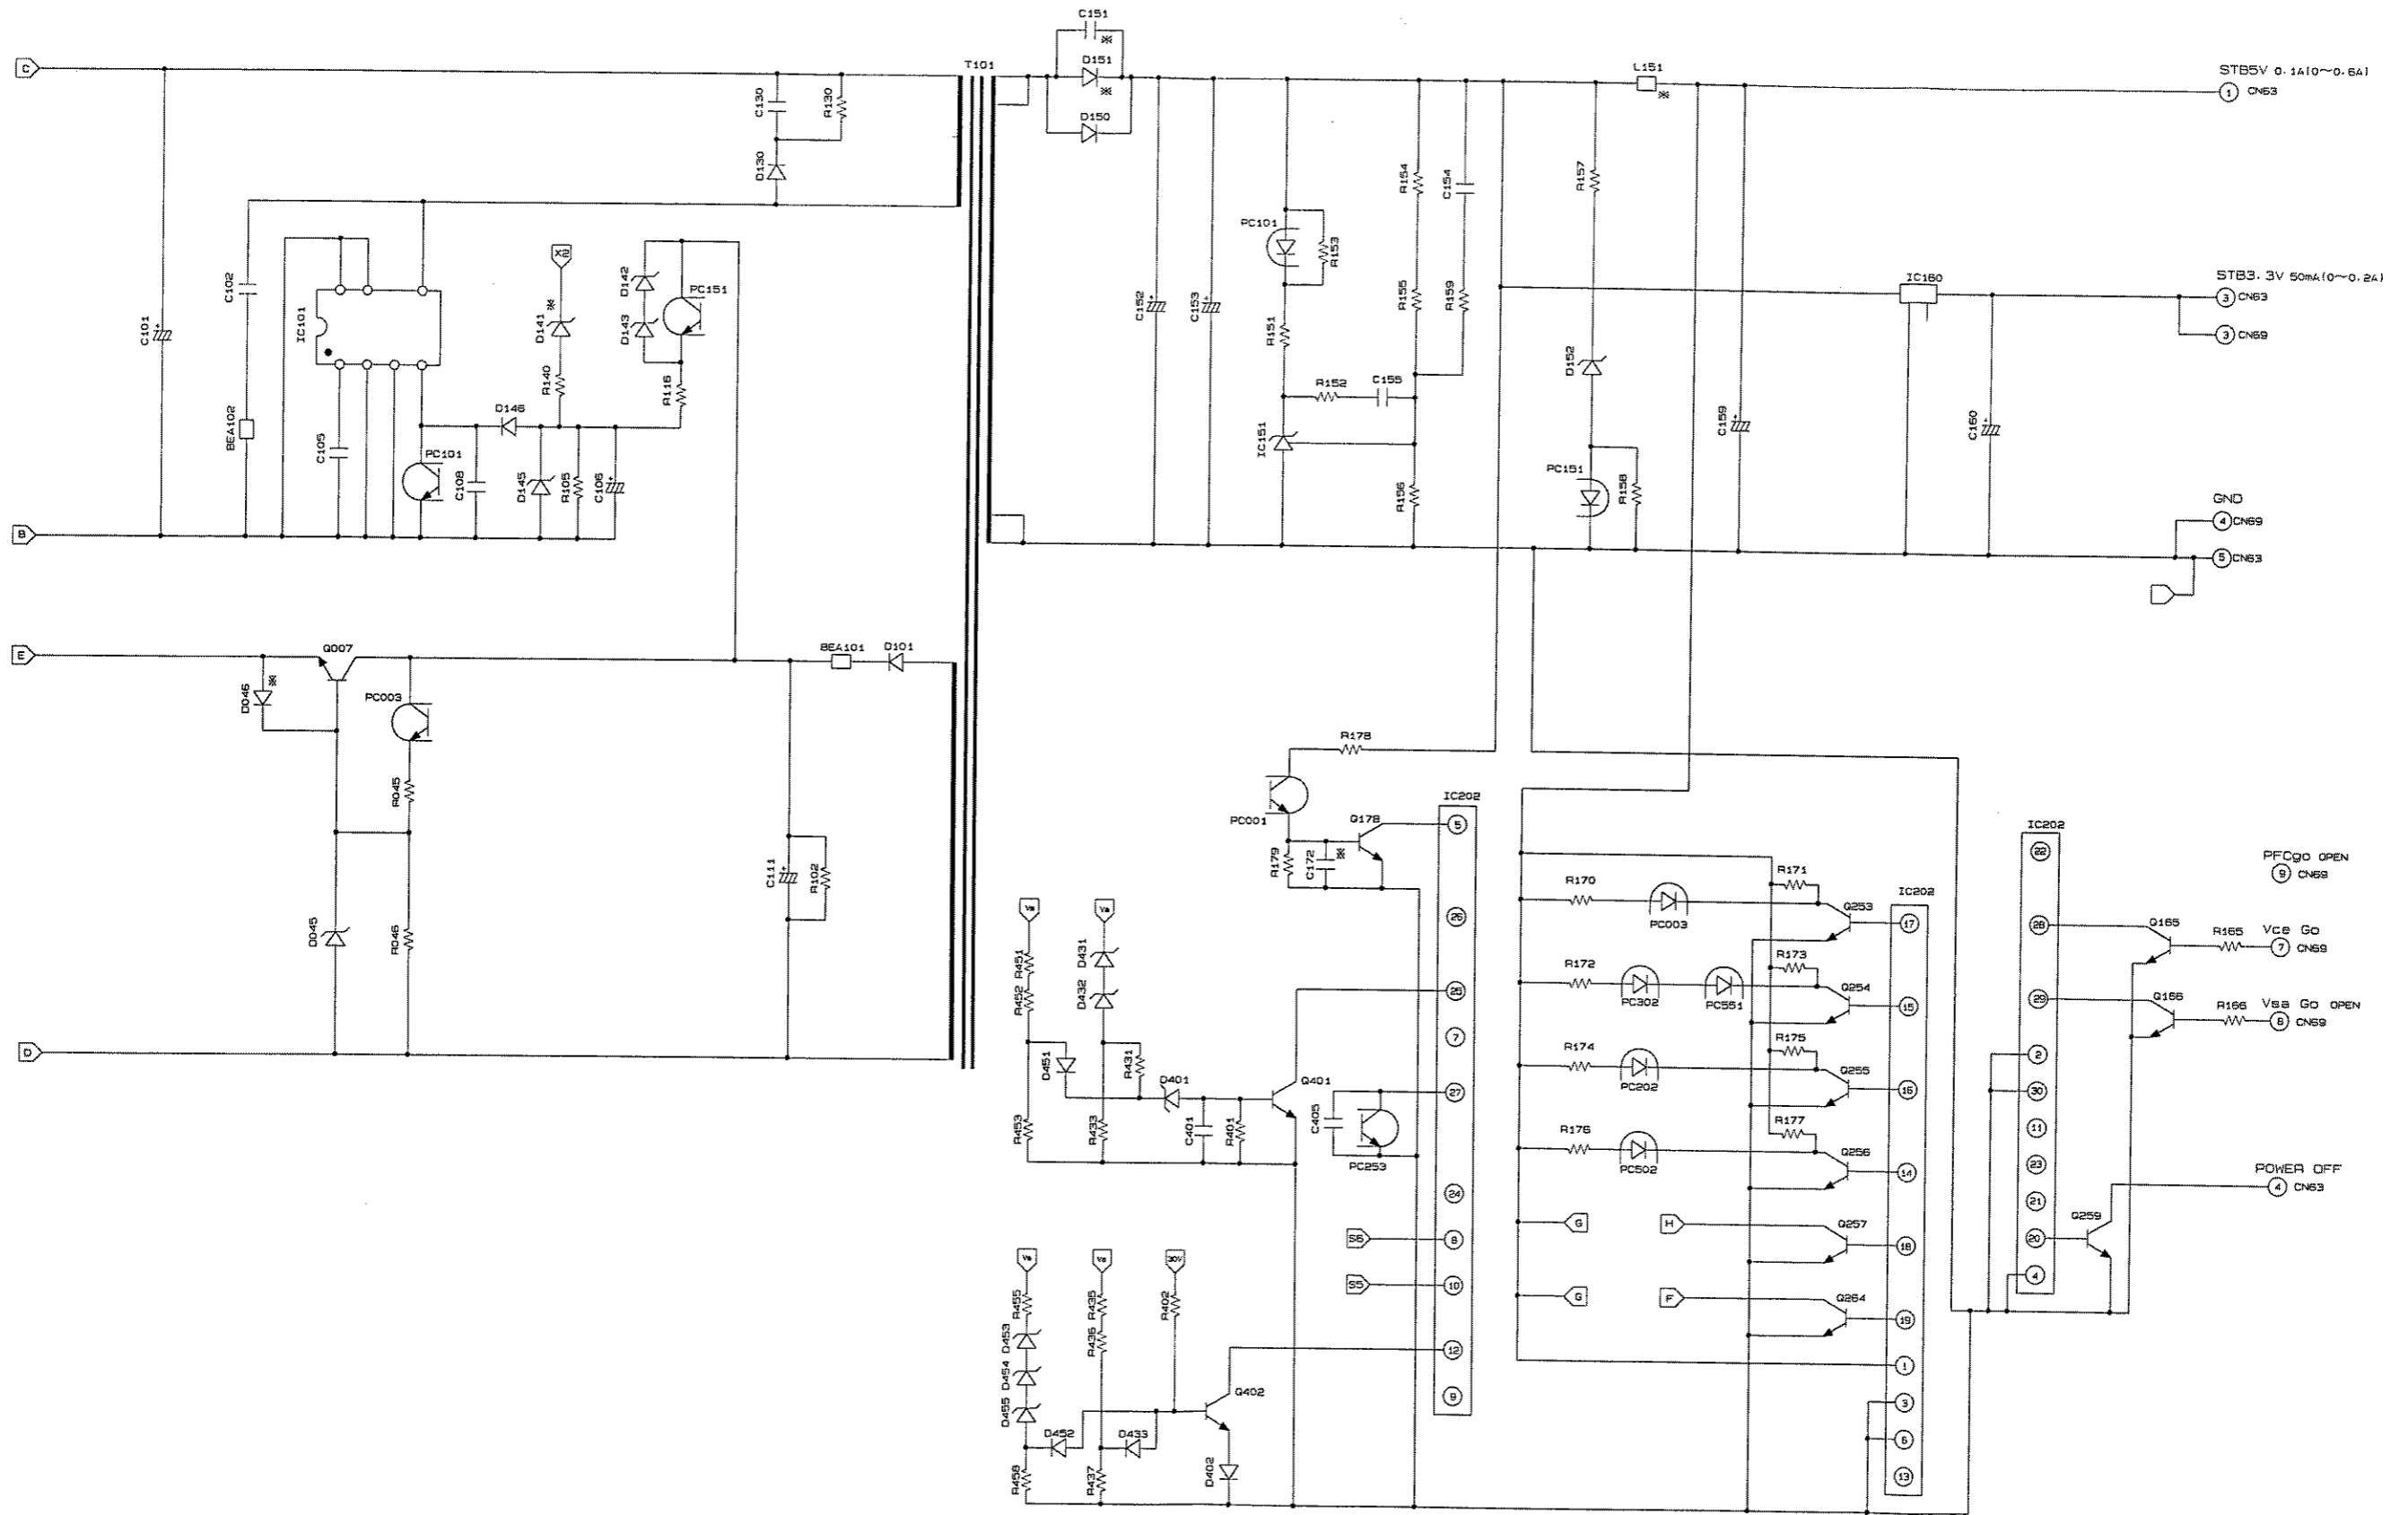 C
T101
C151
※
D151
※
D150
L151
※
STB5V 0.1A(0~0.6A)
1 CN63
C130
R130
D130
C101
C102
BEA102
IC101
C105
PC101
C108
D146
D141
※
R140
D145
R105
C106
D142
D143
PC151
R116
B
C152
C153
PC101
R153
R151
R152
C155
IC151
R154
R155
R156
C154
R159
R157
D152
PC151
R158
C159
IC160
C160
STB3.3V 50mA(0~0.2A)
3 CN63
3 CN69
GND
4 CN69
5 CN63
E
Q007
D046
※
PC003
R045
D045
R046
BEA101
D101
C111
R102
D
R178
PC001
R179
C172
※
Q178
IC202
5
26
25
7
27
24
8
10
12
9
Va
R451
R452
R453
D451
D431
D432
R431
R433
D401
C401
R401
Q401
C405
PC253
S6
S5
R455
D453
D454
D455
R458
D452
R435
R436
R437
D433
30V
R402
Q402
D402
R170
PC003
R171
Q253
R172
PC302
PC551
R173
Q254
R174
PC202
R175
Q255
R176
PC502
R177
Q256
G
H
Q257
G
F
Q264
IC202
17
15
16
14
18
19
1
3
6
13
IC202
22
28
29
2
30
11
23
21
20
4
Q165
R165
Q166
R166
Q259
PFCgo OPEN
9 CN69
Vce Go
7 CN69
Vsa Go OPEN
8 CN69
POWER OFF
4 CN63